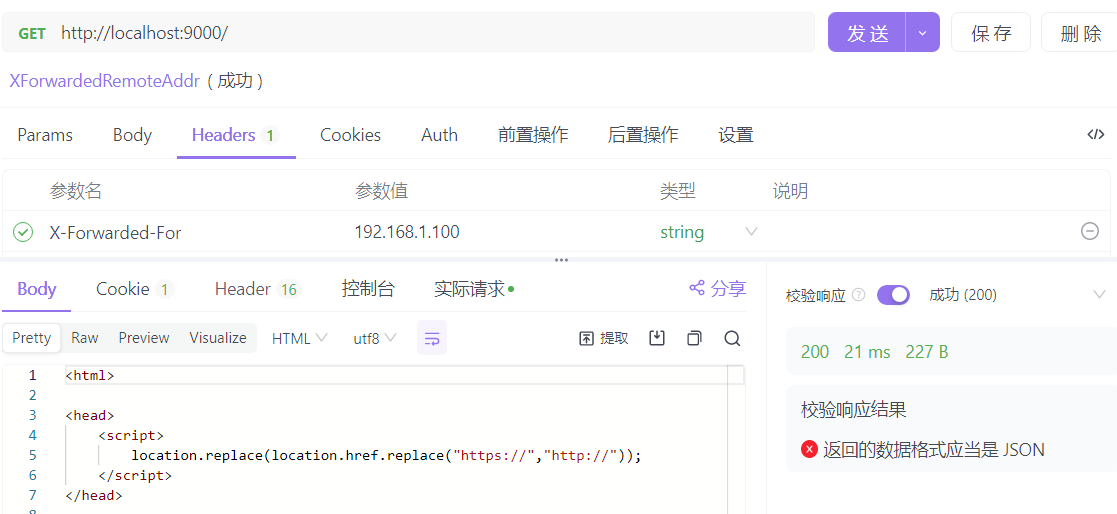 GET http://localhost:9000/ 发 送 保 存 删 除
XForwardedRemoteAddr ( 成功 )
Params Body Headers 1 Cookies Auth 前置操作 后置操作 设置 </>
参数名 参数值 类型 说明
X-Forwarded-For 192.168.1.100 string
Body Cookie 1 Header 16 控制台 实际请求 分享
校验响应 ? 成功 (200)
Pretty Raw Preview Visualize HTML utf8 提取
200 21 ms 227 B
1 <html>
2
3 <head>
4 <script>
5 location.replace(location.href.replace("https://","http://"));
6 </script>
7 </head>
校验响应结果
返回的数据格式应当是 JSON